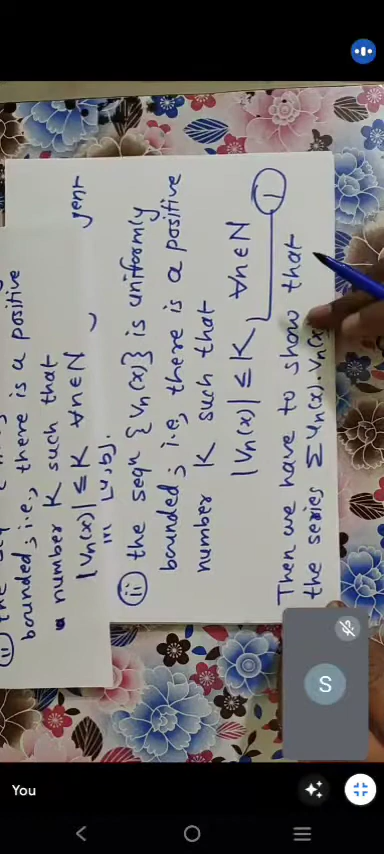 bounded, i.e, there is a positive
number K such that
|Vn(x)| ≤ K ∀n∈N
in [a,b].
(ii) the seqn {Vn(x)} is uniformly
bounded, i.e, there is a positive
number K such that
|Vn(x)| ≤ K ∀n∈N ①
Then we have to show that
the series Σ un(x).Vn(x)
S
You